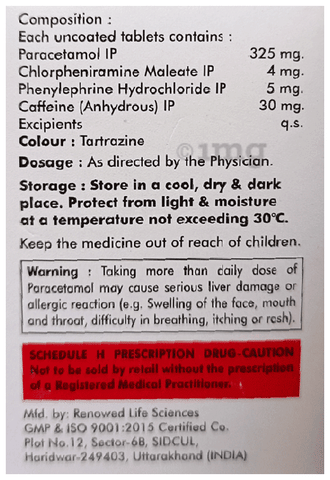 Composition :
Each uncoated tablets contains :
Paracetamol IP 325 mg.
Chlorpheniramine Maleate IP 4 mg.
Phenylephrine Hydrochloride IP 5 mg.
Caffeine (Anhydrous) IP 30 mg.
Excipients q.s.
Colour : Tartrazine
1mg
Dosage : As directed by the Physician.
Storage : Store in a cool, dry & dark
place. Protect from light & moisture
at a temperature not exceeding 30°C.
Keep the medicine out of reach of children.
Warning : Taking more than daily dose of
Paracetamol may cause serious liver damage or
allergic reaction (e.g. Swelling of the face, mouth
and throat, difficulty in breathing, itching or rash).
SCHEDULE H PRESCRIPTION DRUG-CAUTION
Not to be sold by retail without the prescription
of a Registered Medical Practitioner.
Mfd. by: Renowed Life Sciences
GMP & ISO 9001:2015 Certified Co.
Plot No.12, Sector-6B, SIDCUL,
Haridwar-249403, Uttarakhand (INDIA)